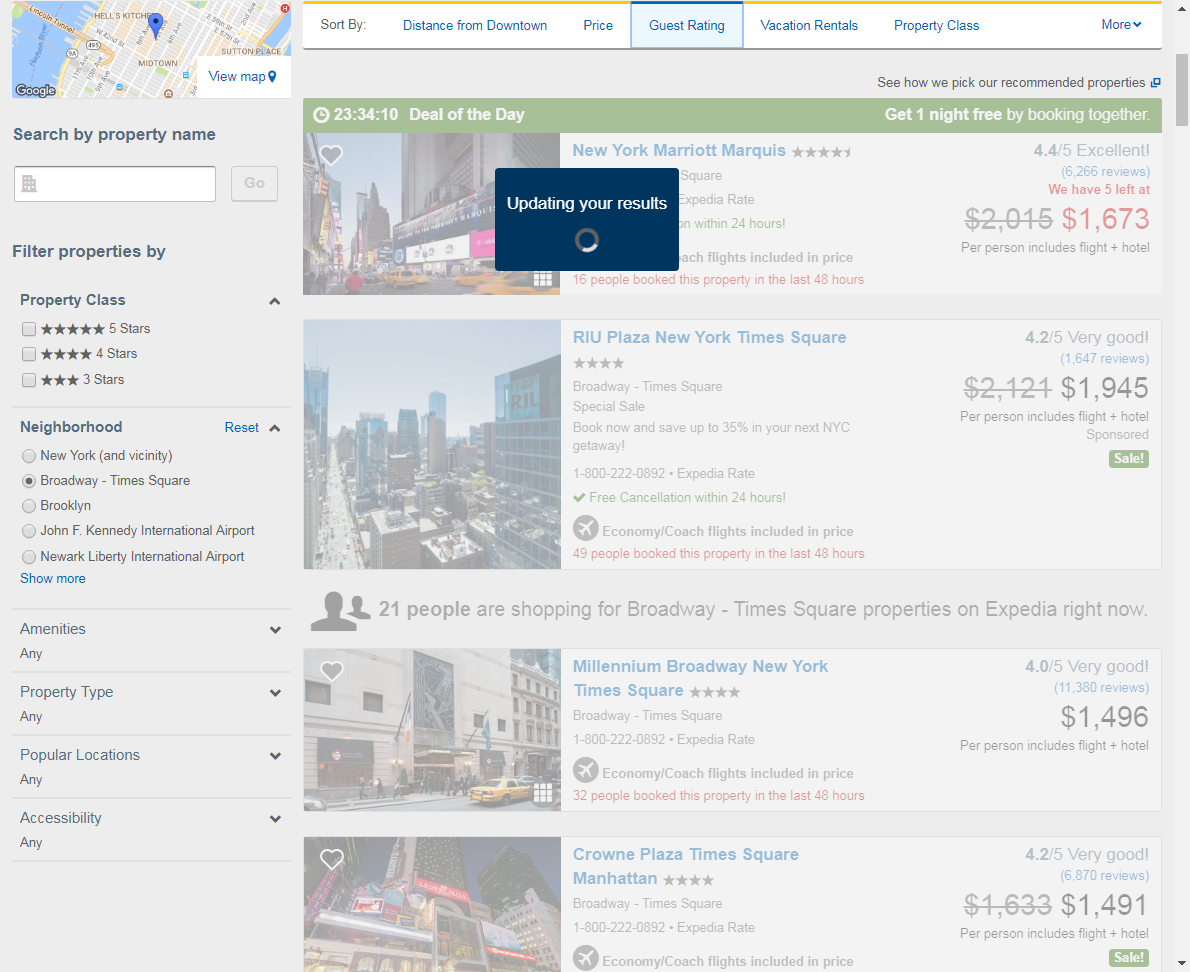 Lincoln Tunnel
HELL'S KITCHEN
W 42nd St
495
9A
Hudson River
MIDTOWN
SUTTON PLACE
H
Google
View map
Sort By:
Distance from Downtown
Price
Guest Rating
Vacation Rentals
Property Class
More
See how we pick our recommended properties
Search by property name
Go
Filter properties by
Property Class
★★★★★ 5 Stars
★★★★ 4 Stars
★★★ 3 Stars
Neighborhood Reset
New York (and vicinity)
Broadway - Times Square
Brooklyn
John F. Kennedy International Airport
Newark Liberty International Airport
Show more
Amenities
Any
Property Type
Any
Popular Locations
Any
Accessibility
Any
23:34:10 Deal of the Day
Get 1 night free by booking together.
MARRIOTT MARQUIS
New York Marriott Marquis
Square
Expedia Rate
within 24 hours!
flights included in price
16 people booked this property in the last 48 hours
4.4/5 Excellent!
(6,266 reviews)
We have 5 left at
$2,015 $1,673
Per person includes flight + hotel
Updating your results
RIU
RIU Plaza New York Times Square
★★★★
Broadway - Times Square
Special Sale
Book now and save up to 35% in your next NYC
getaway!
1-800-222-0892 • Expedia Rate
Free Cancellation within 24 hours!
Economy/Coach flights included in price
49 people booked this property in the last 48 hours
4.2/5 Very good!
(1,647 reviews)
$2,121 $1,945
Per person includes flight + hotel
Sponsored
Sale!
21 people are shopping for Broadway - Times Square properties on Expedia right now.
Millennium Broadway New York
Times Square ★★★★
Broadway - Times Square
1-800-222-0892 • Expedia Rate
Economy/Coach flights included in price
32 people booked this property in the last 48 hours
4.0/5 Very good!
(11,380 reviews)
$1,496
Per person includes flight + hotel
Crowne Plaza Times Square
Manhattan ★★★★
Broadway - Times Square
1-800-222-0892 • Expedia Rate
Economy/Coach flights included in price
4.2/5 Very good!
(6,870 reviews)
$1,633 $1,491
Per person includes flight + hotel
Sale!